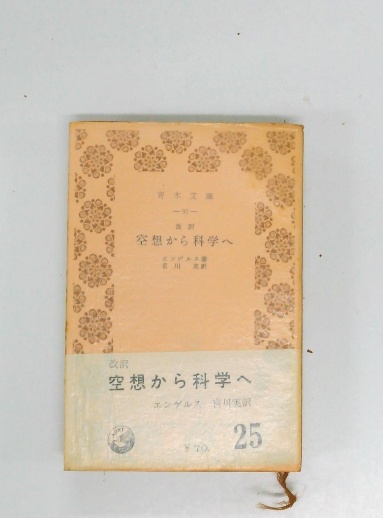 青木文庫
改訳
空想から科学へ
エンゲルス著
宮川実訳
改訳
空想から科学へ
エンゲルス 宮川実訳
¥70
25